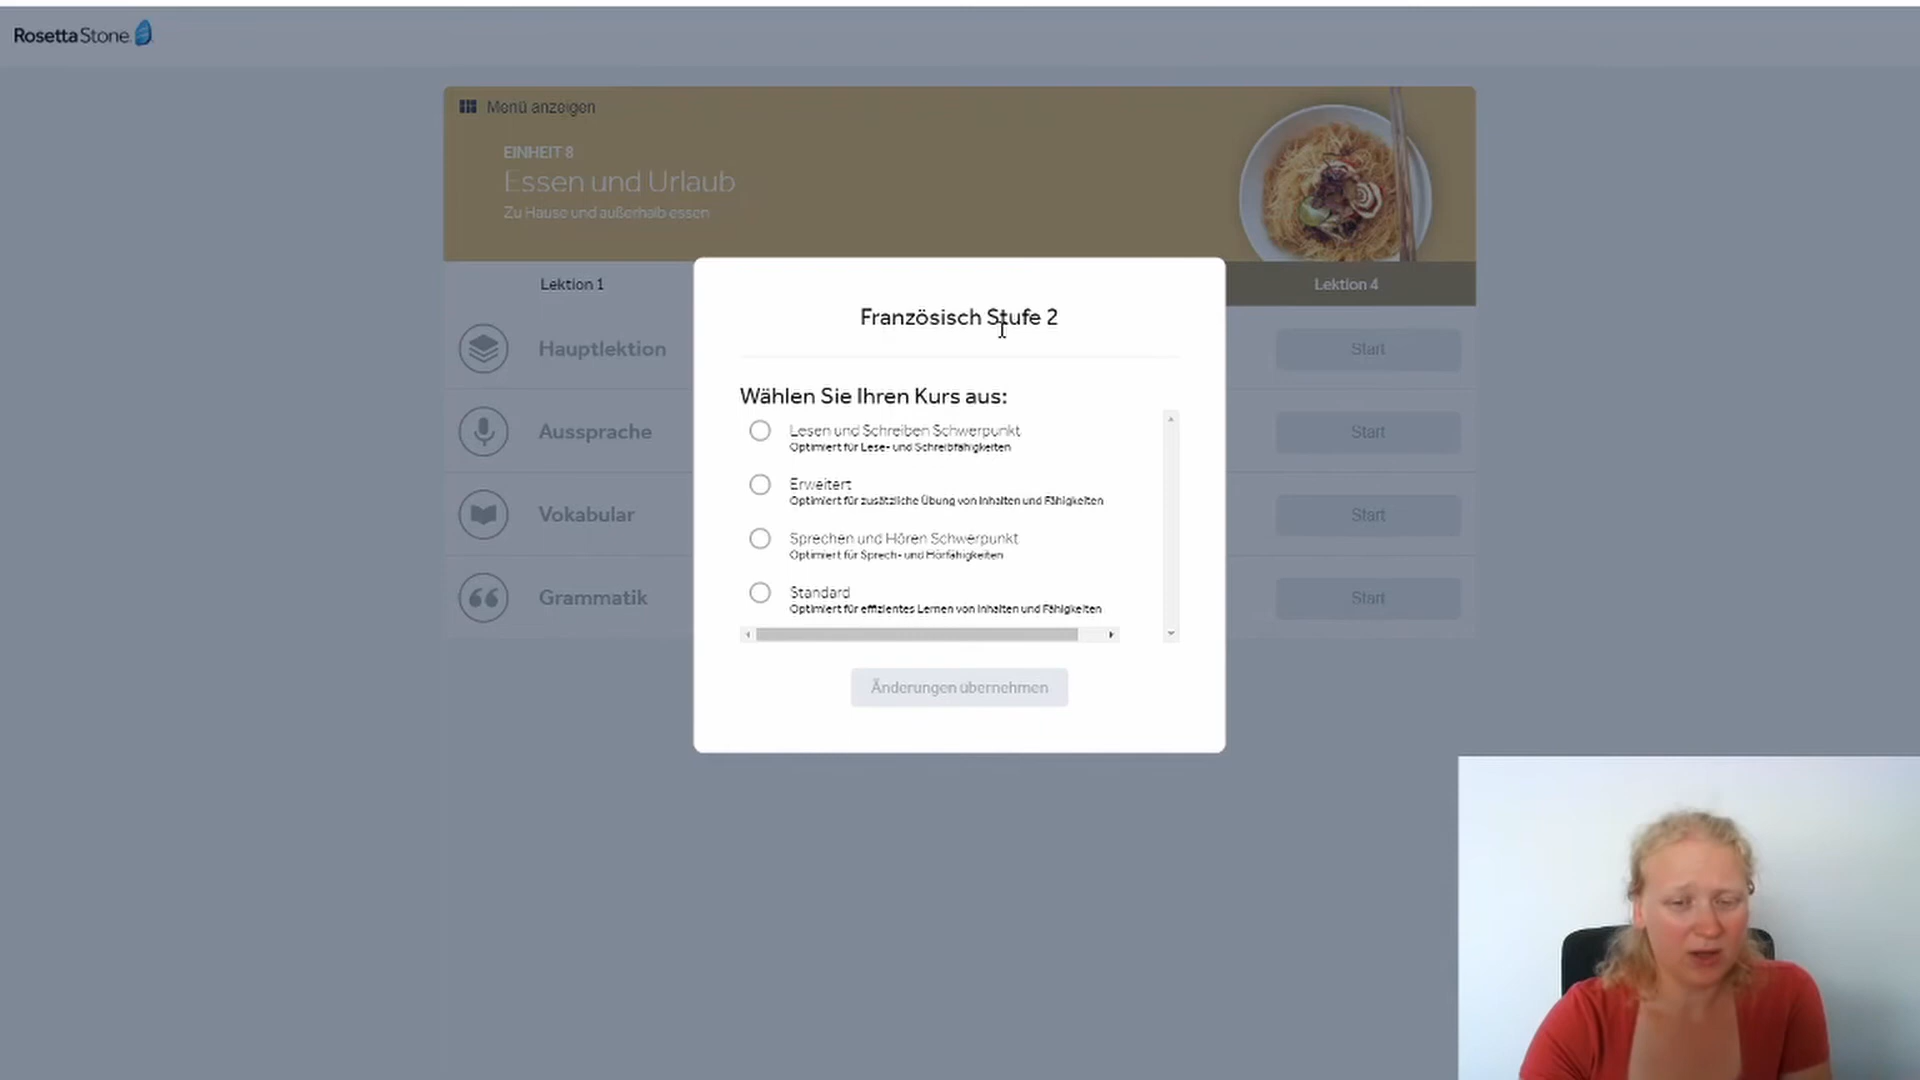 RosettaStone
Menü anzeigen
EINHEIT 8
Essen und Urlaub
Zu Hause und außerhalb essen
Lektion 1
Lektion 4
Hauptlektion
Start
Aussprache
Start
Vokabular
Start
Grammatik
Start
Französisch Stufe 2
Wählen Sie Ihren Kurs aus:
Lesen und Schreiben Schwerpunkt
Optimiert für Lese- und Schreibfähigkeiten
Erweitert
Optimiert für zusätzliche Übung von Inhalten und Fähigkeiten
Sprechen und Hören Schwerpunkt
Optimiert für Sprech- und Hörfähigkeiten
Standard
Optimiert für effizientes Lernen von Inhalten und Fähigkeiten
Änderungen übernehmen